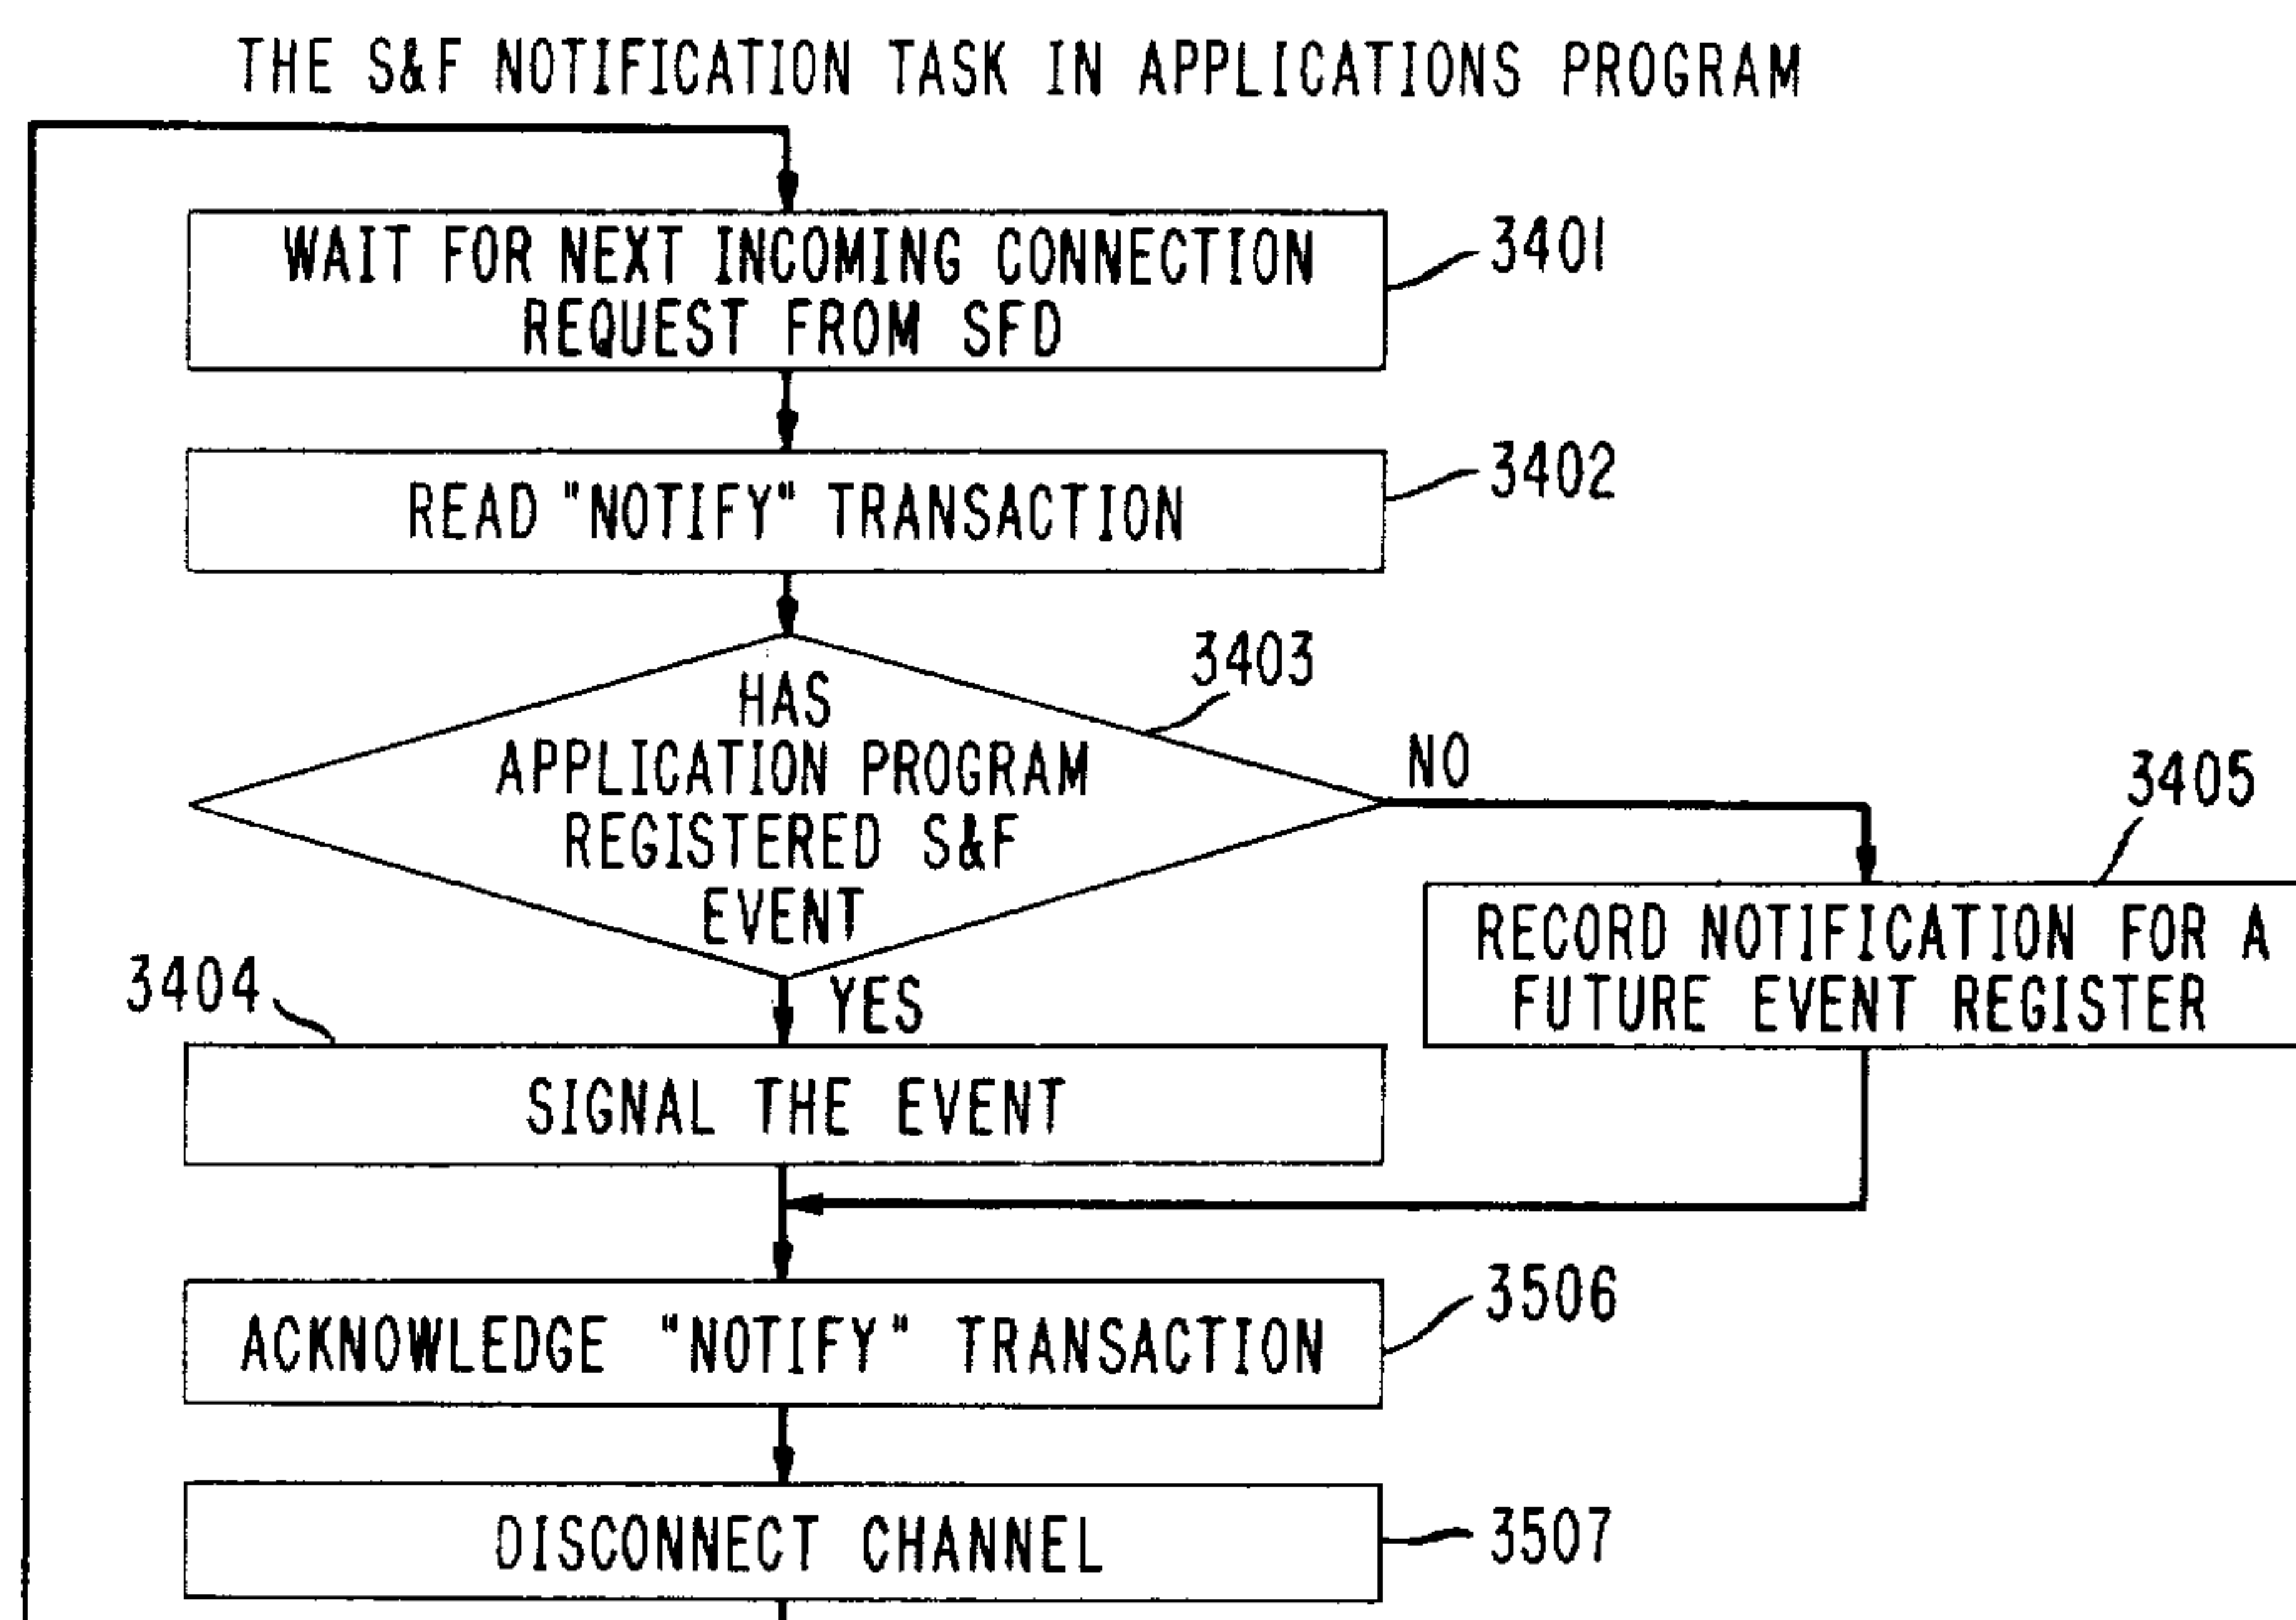 THE S&F NOTIFICATION TASK IN APPLICATIONS PROGRAM
WAIT FOR NEXT INCOMING CONNECTION
REQUEST FROM SFD
3401
READ "NOTIFY" TRANSACTION
3402
HAS
APPLICATION PROGRAM
REGISTERED S&F
EVENT
3403
NO
3405
RECORD NOTIFICATION FOR A
FUTURE EVENT REGISTER
YES
3404
SIGNAL THE EVENT
ACKNOWLEDGE "NOTIFY" TRANSACTION
3506
DISCONNECT CHANNEL
3507